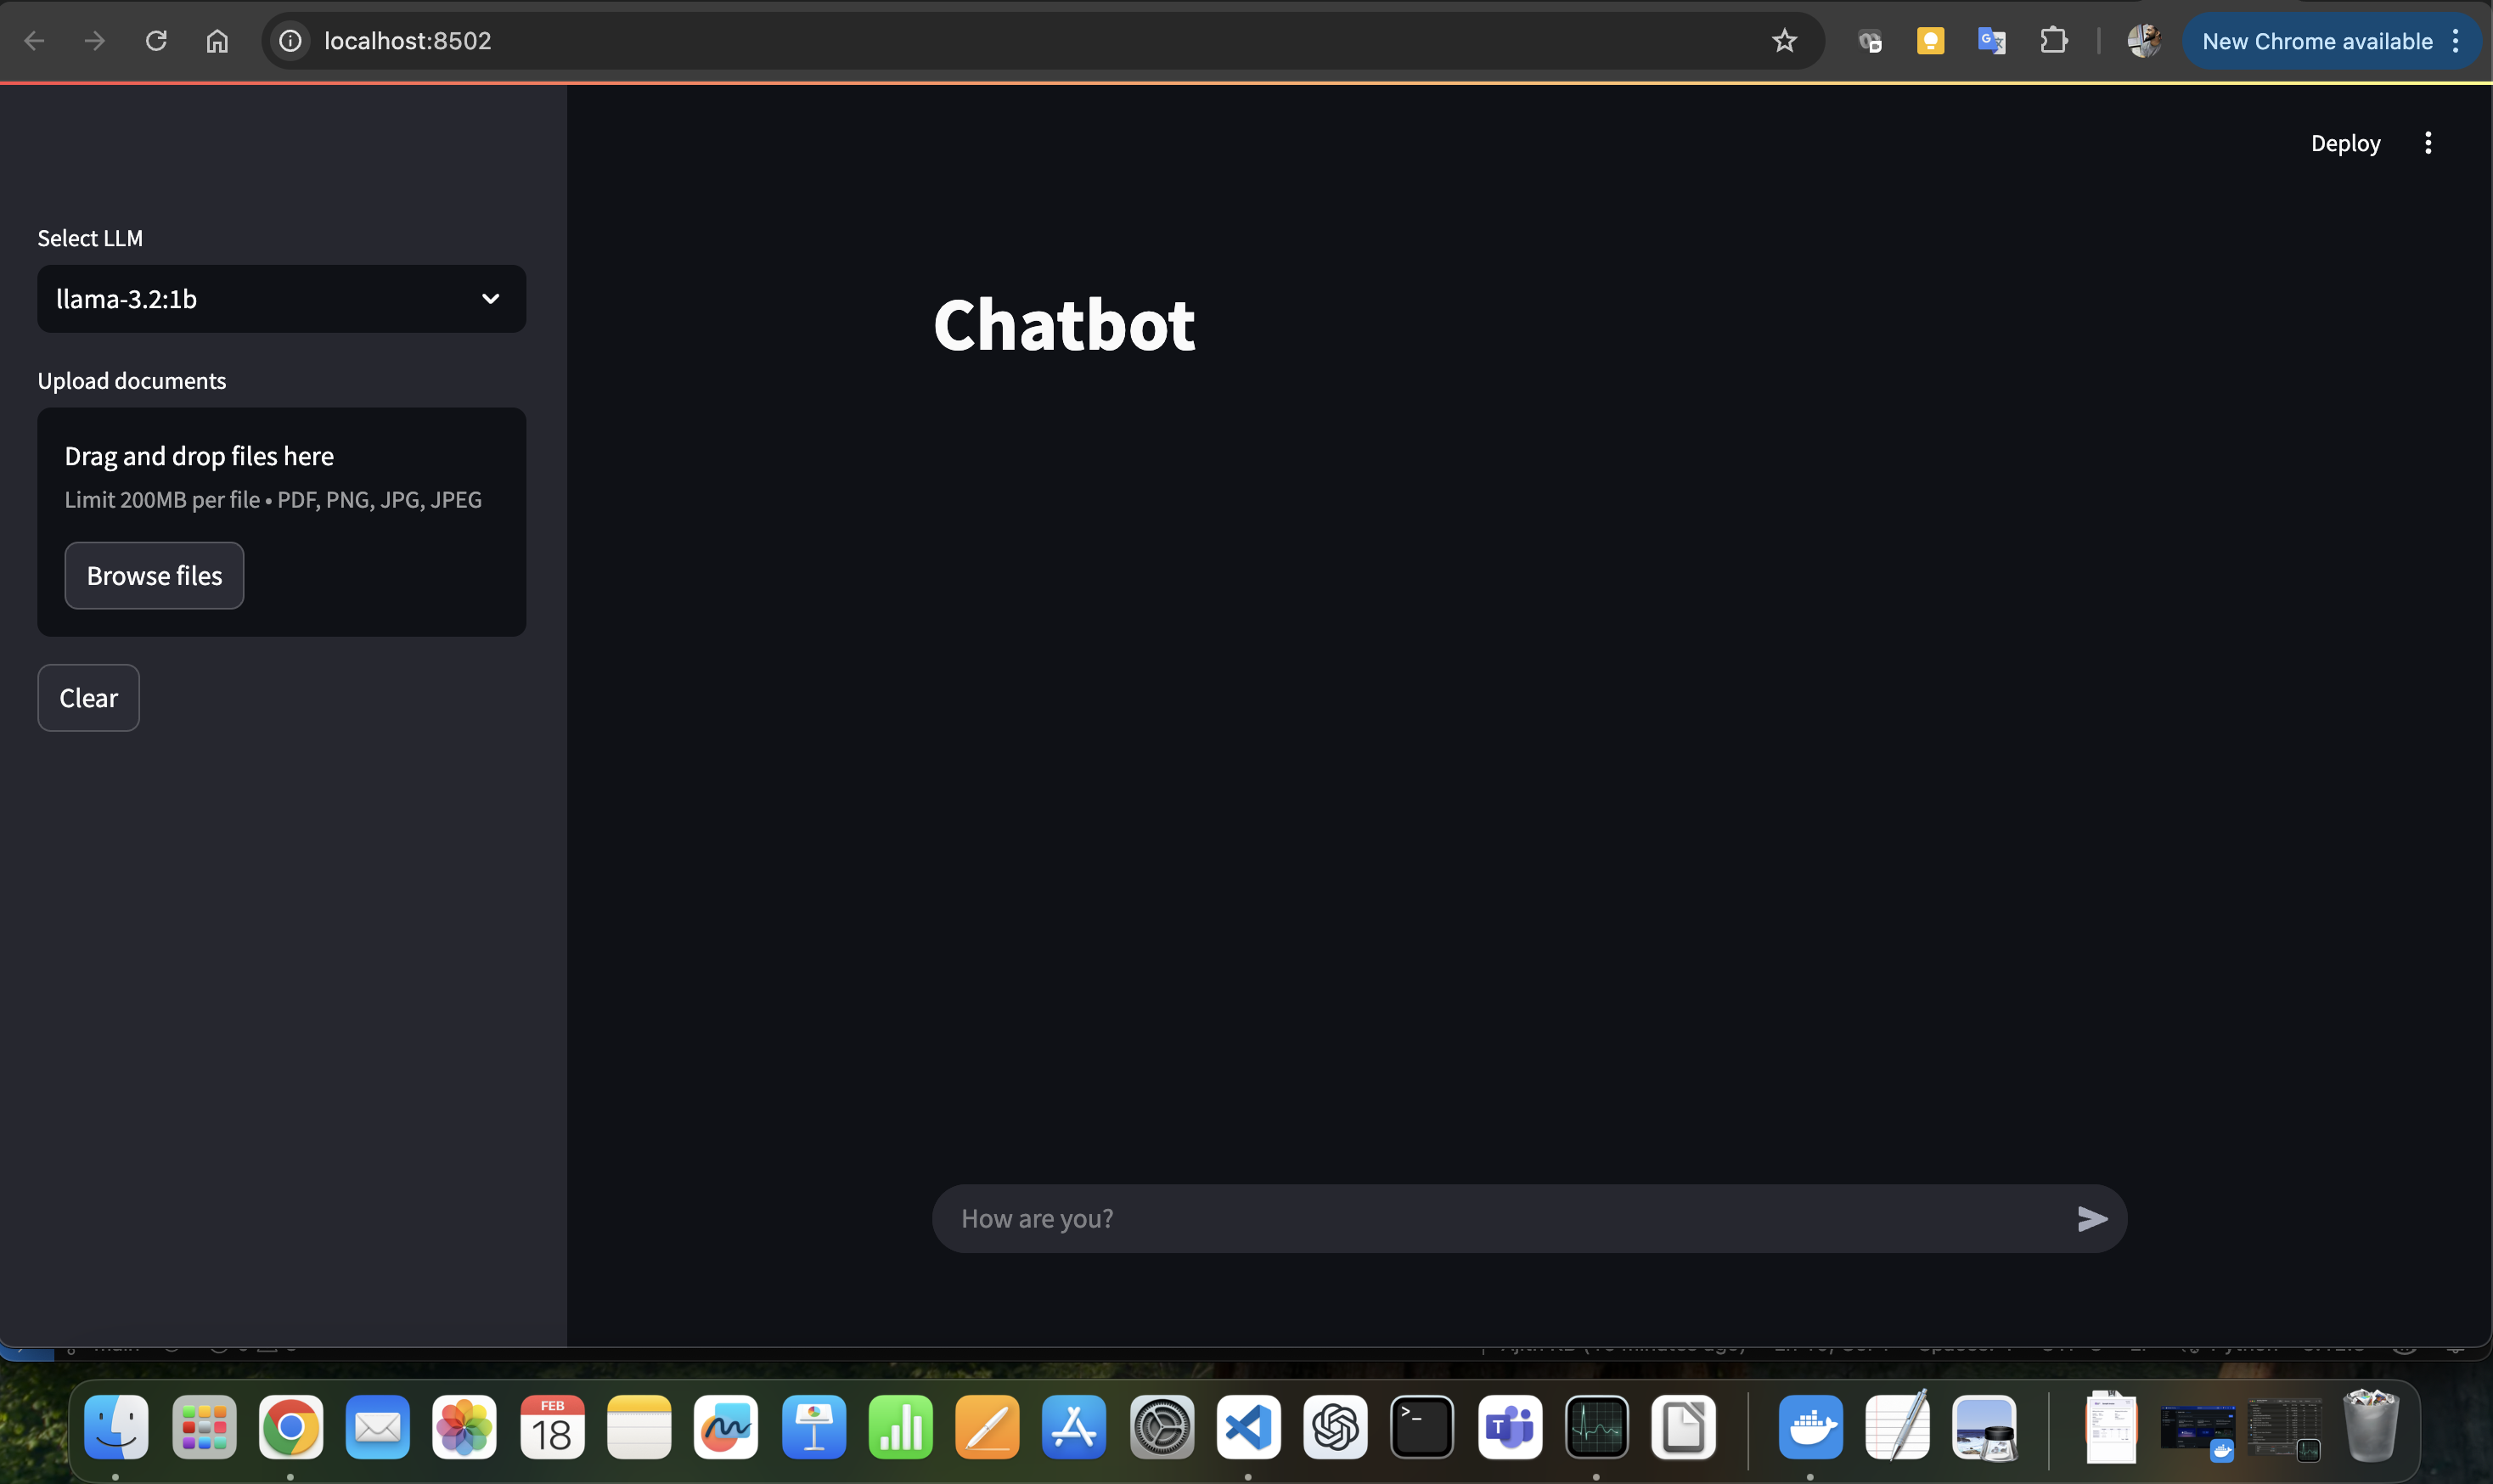 localhost:8502
New Chrome available
Deploy
Select LLM
llama-3.2:1b
Upload documents
Drag and drop files here
Limit 200MB per file • PDF, PNG, JPG, JPEG
Browse files
Clear
Chatbot
How are you?
FEB
18